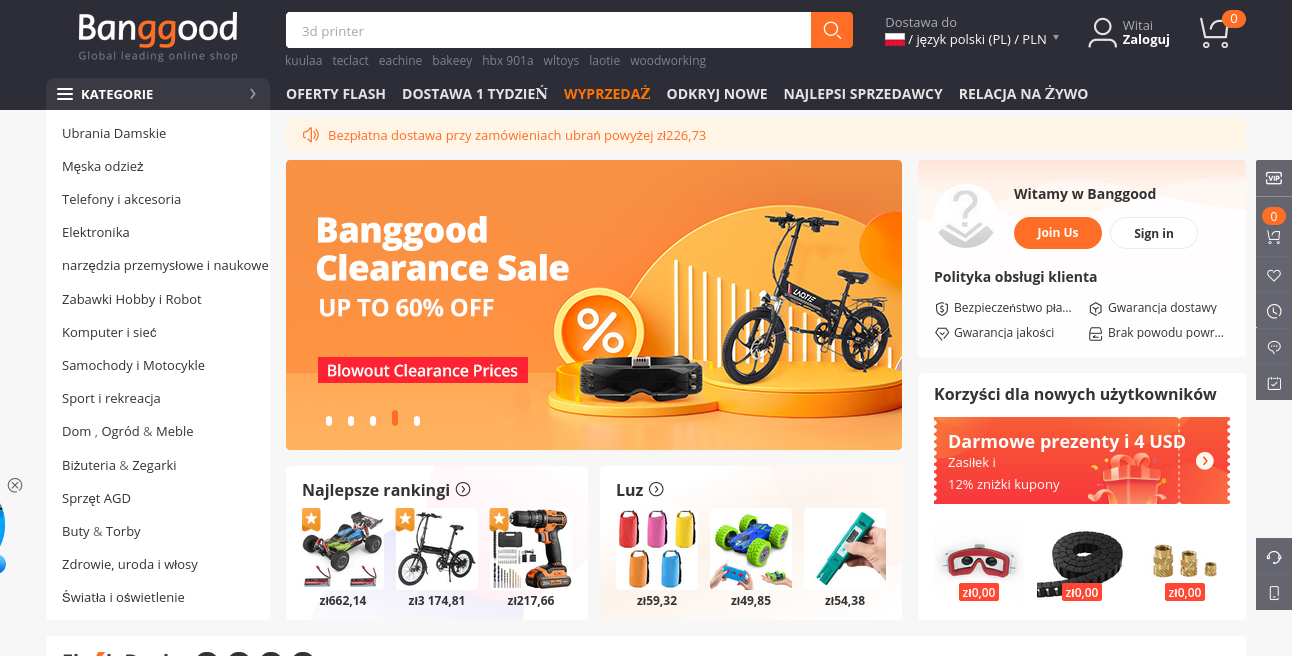 Banggood
Global leading online shop
3d printer
kuulaa teclact eachine bakeey hbx 901a wltoys laotie woodworking
Dostawa do
/ język polski (PL) / PLN
Witai
Zaloguj
0
KATEGORIE
OFERTY FLASH DOSTAWA 1 TYDZIEŃ WYPRZEDAŻ ODKRYJ NOWE NAJLEPSI SPRZEDAWCY RELACJA NA ŻYWO
Ubrania Damskie
Męska odzież
Telefony i akcesoria
Elektronika
narzędzia przemysłowe i naukowe
Zabawki Hobby i Robot
Komputer i sieć
Samochody i Motocykle
Sport i rekreacja
Dom , Ogród & Meble
Biżuteria & Zegarki
Sprzęt AGD
Buty & Torby
Zdrowie, uroda i włosy
Światła i oświetlenie
Bezpłatna dostawa przy zamówieniach ubrań powyżej zł226,73
Banggood
Clearance Sale
UP TO 60% OFF
Blowout Clearance Prices
%
LAOTIE
Witamy w Banggood
Join Us
Sign in
Polityka obsługi klienta
Bezpieczeństwo pła...
Gwarancja dostawy
Gwarancja jakości
Brak powodu powr...
VIP
0
Korzyści dla nowych użytkowników
Darmowe prezenty i 4 USD
Zasiłek i
12% zniżki kupony
zł0,00
zł0,00
zł0,00
Najlepsze rankingi
zł662,14
zł3 174,81
zł217,66
Luz
zł59,32
zł49,85
zł54,38